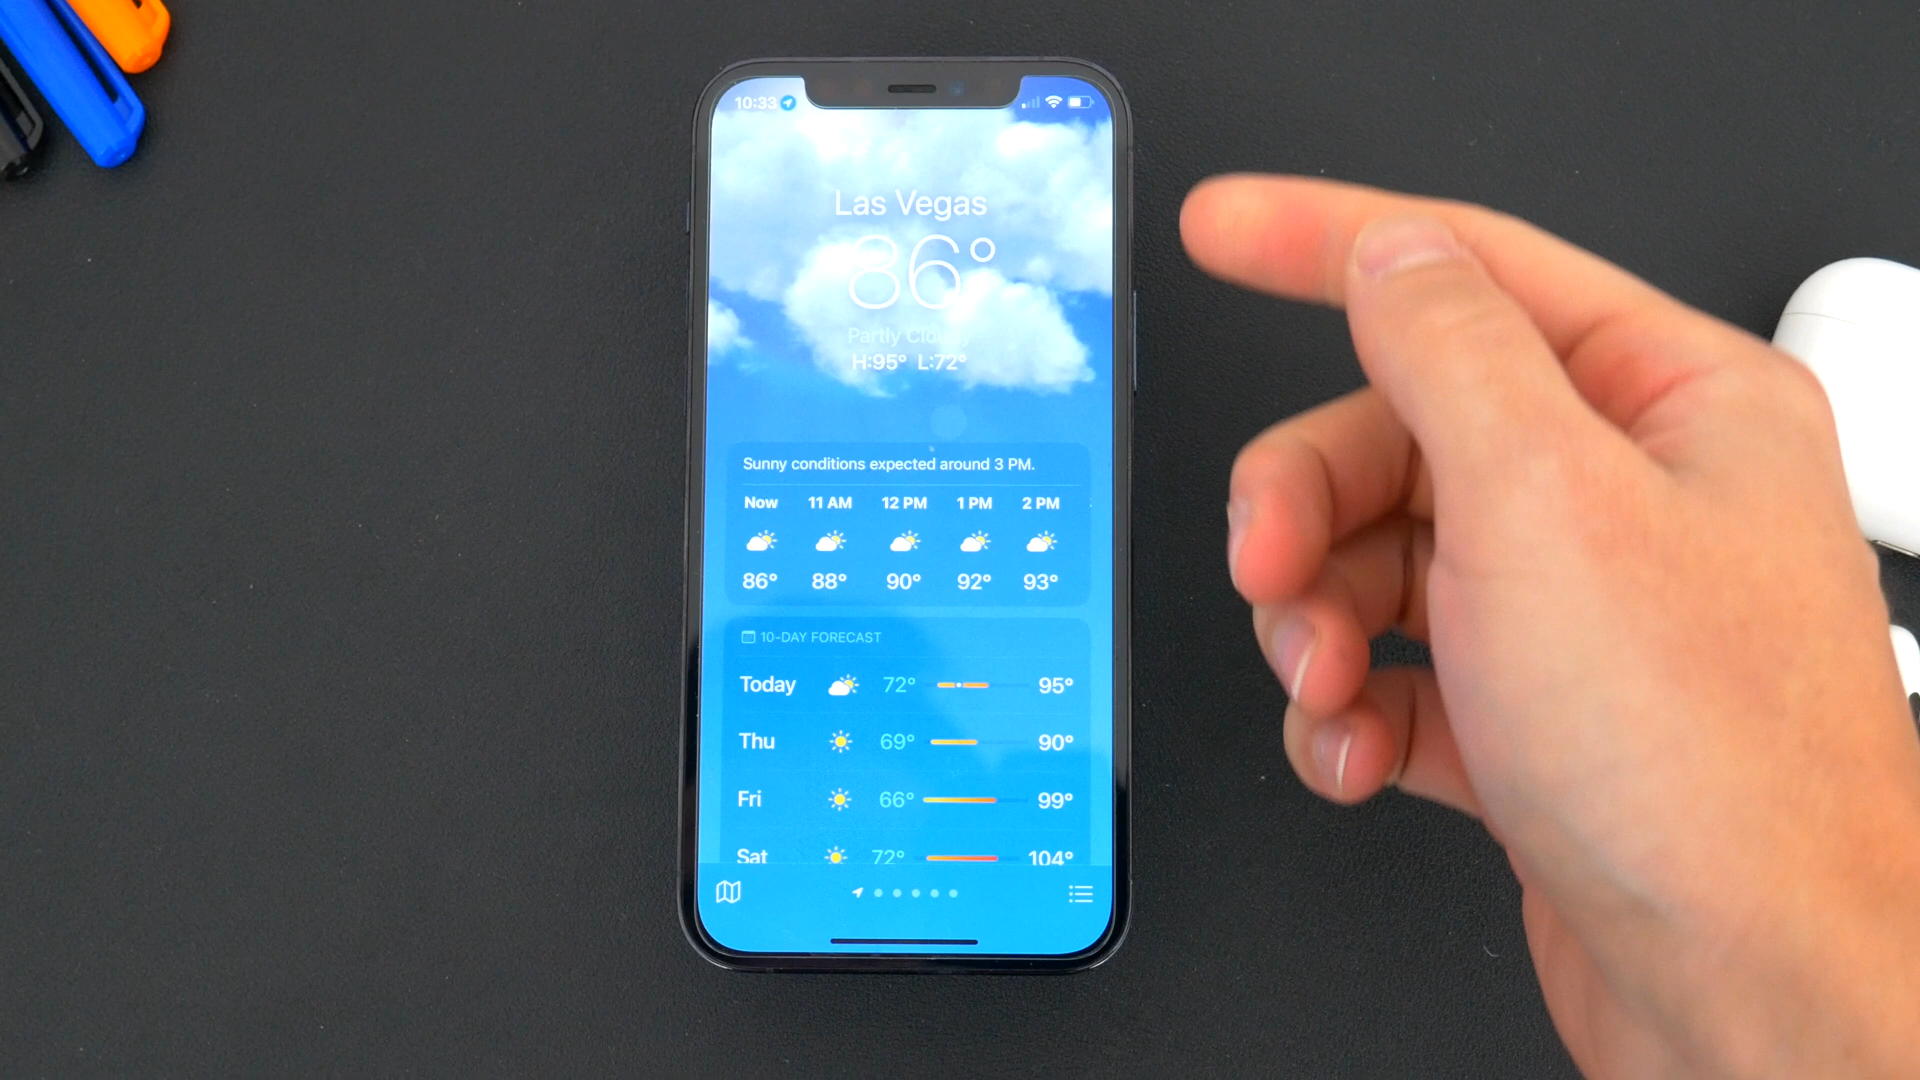 10:33
Las Vegas
86°
Partly Cloudy
H:95° L:72°
Sunny conditions expected around 3 PM.
Now 11 AM 12 PM 1 PM 2 PM
86° 88° 90° 92° 93°
10-DAY FORECAST
Today 72° 95°
Thu 69° 90°
Fri 66° 99°
Sat 72° 104°